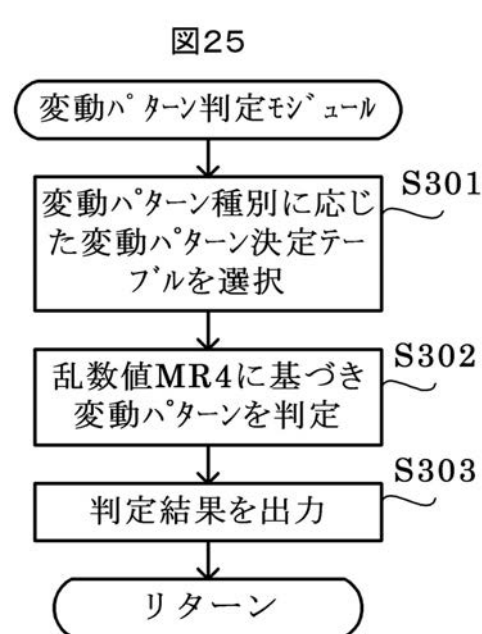 図25
変動パターン判定モジュール
S301
変動パターン種別に応じ
た変動パターン決定テー
ブルを選択
S302
乱数値MR4に基づき
変動パターンを判定
S303
判定結果を出力
リターン